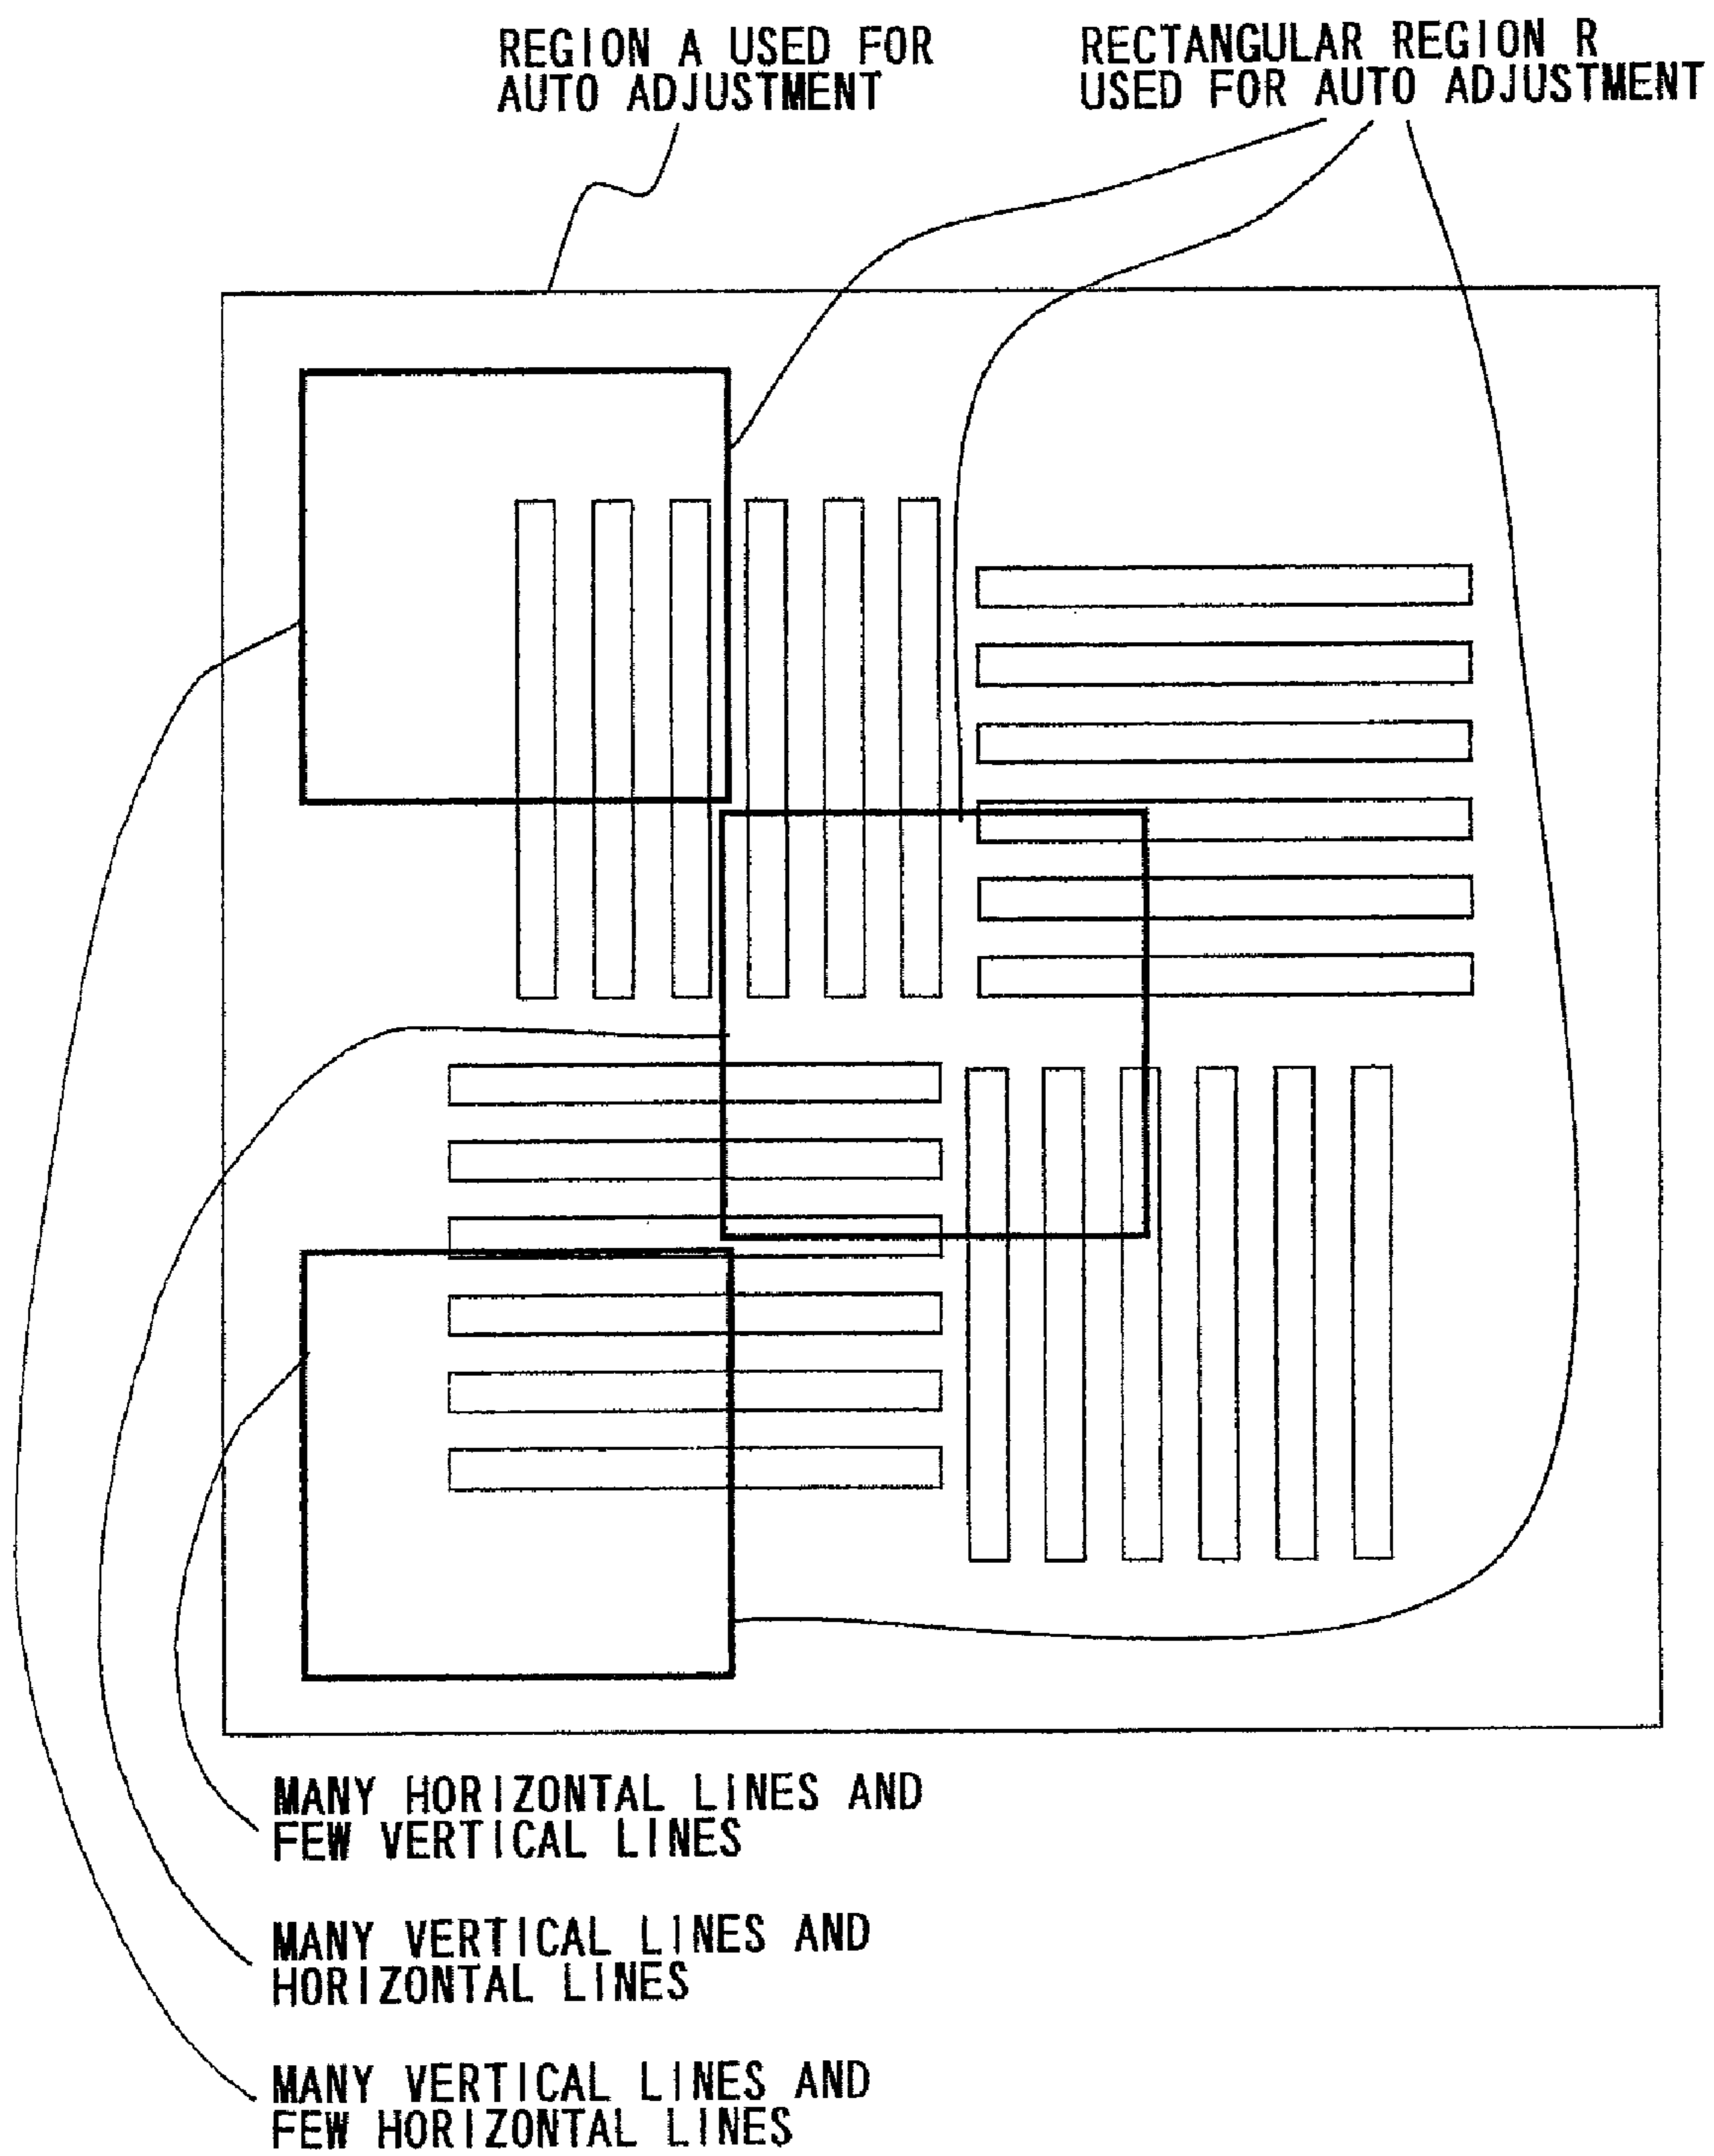 REGION A USED FOR
AUTO ADJUSTMENT
RECTANGULAR REGION R
USED FOR AUTO ADJUSTMENT
MANY HORIZONTAL LINES AND
FEW VERTICAL LINES
MANY VERTICAL LINES AND
HORIZONTAL LINES
MANY VERTICAL LINES AND
FEW HORIZONTAL LINES